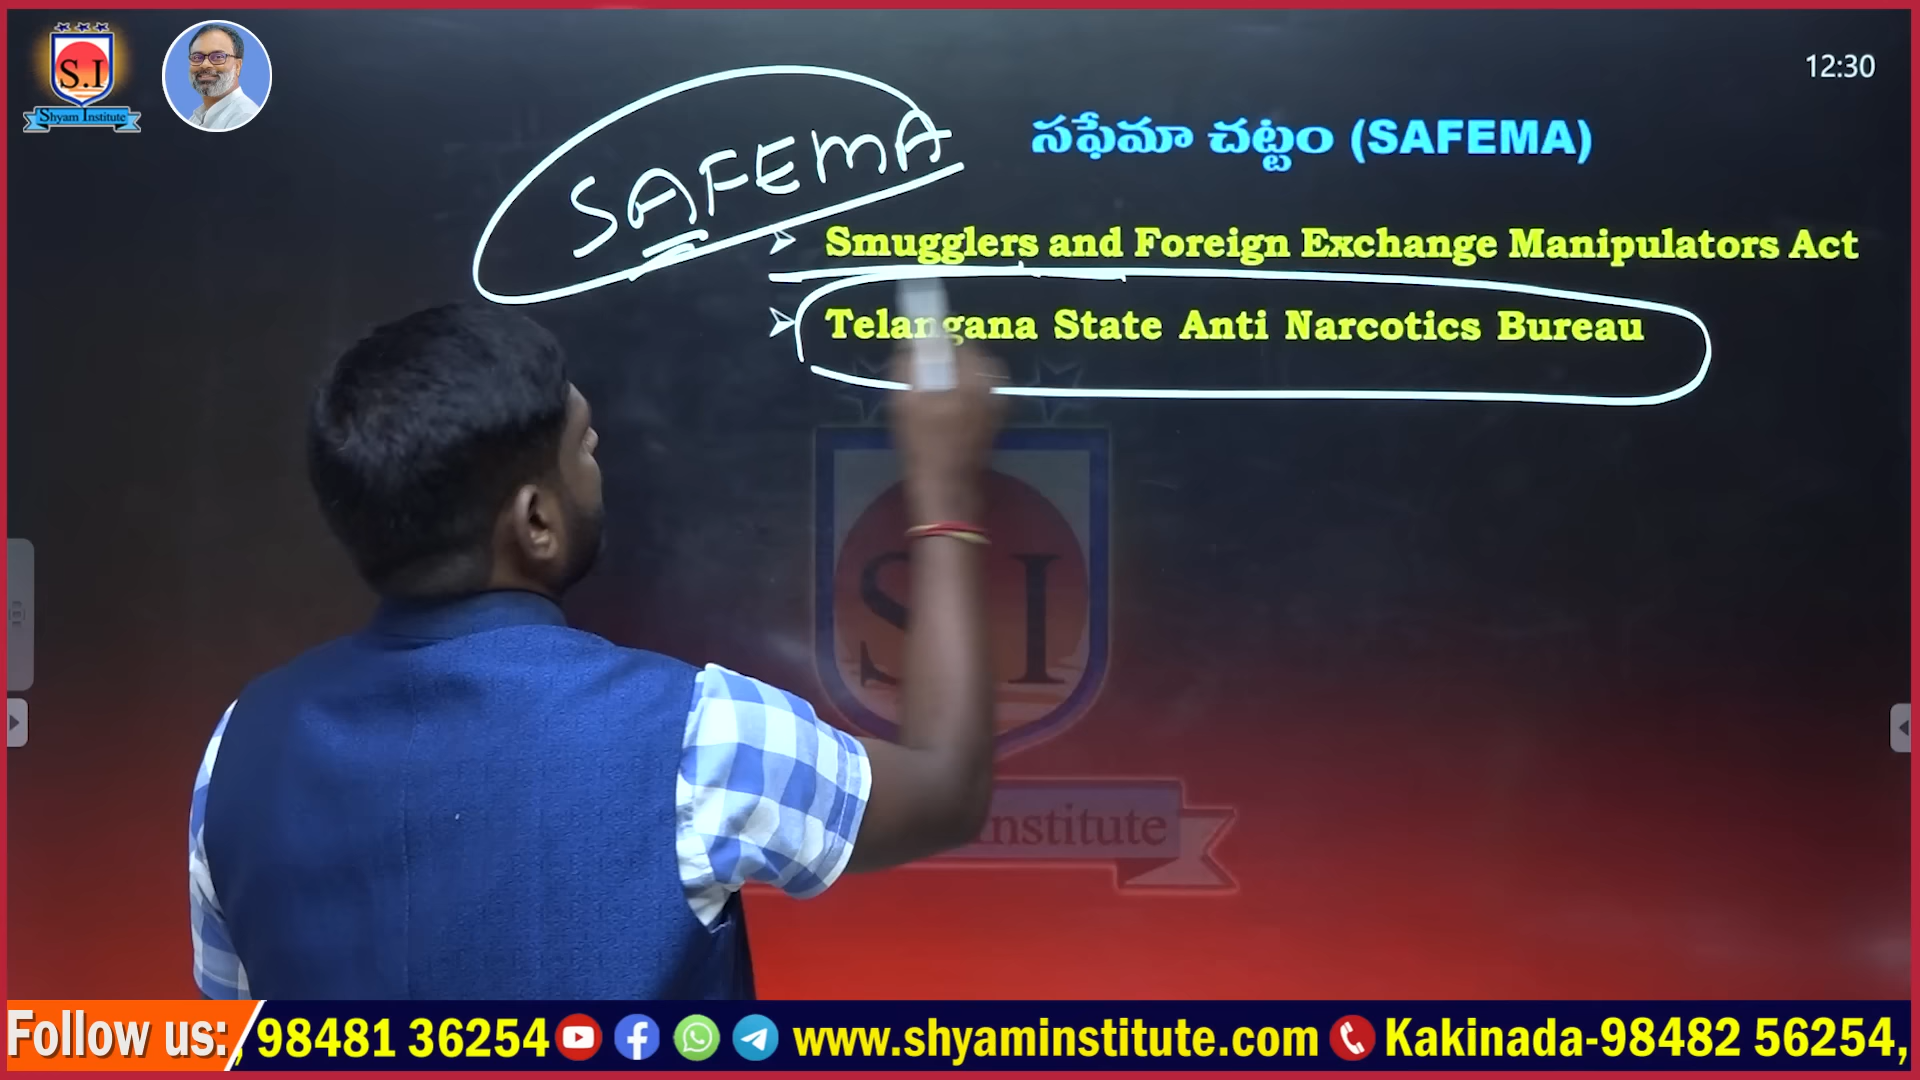 S.I
Shyam Institute
12:30
SAFEMA
సఫేమా చట్టం (SAFEMA)
Smugglers and Foreign Exchange Manipulators Act
Telangana State Anti Narcotics Bureau
S I
Institute
Follow us:, 98481 36254 www.shyaminstitute.com Kakinada-98482 56254,